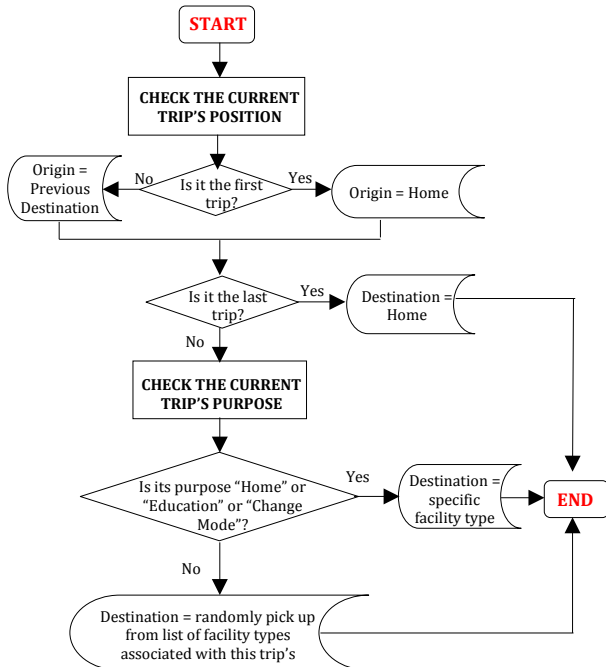 START
CHECK THE CURRENT
TRIP'S POSITION
No
Yes
Origin =
Previous
Destination
Is it the first
trip?
Origin = Home
Is it the last
trip?
Yes
Destination =
Home
No
CHECK THE CURRENT
TRIP'S PURPOSE
Is its purpose “Home” or
“Education” or “Change
Mode”?
Yes
Destination =
specific
facility type
END
No
Destination = randomly pick up
from list of facility types
associated with this trip's